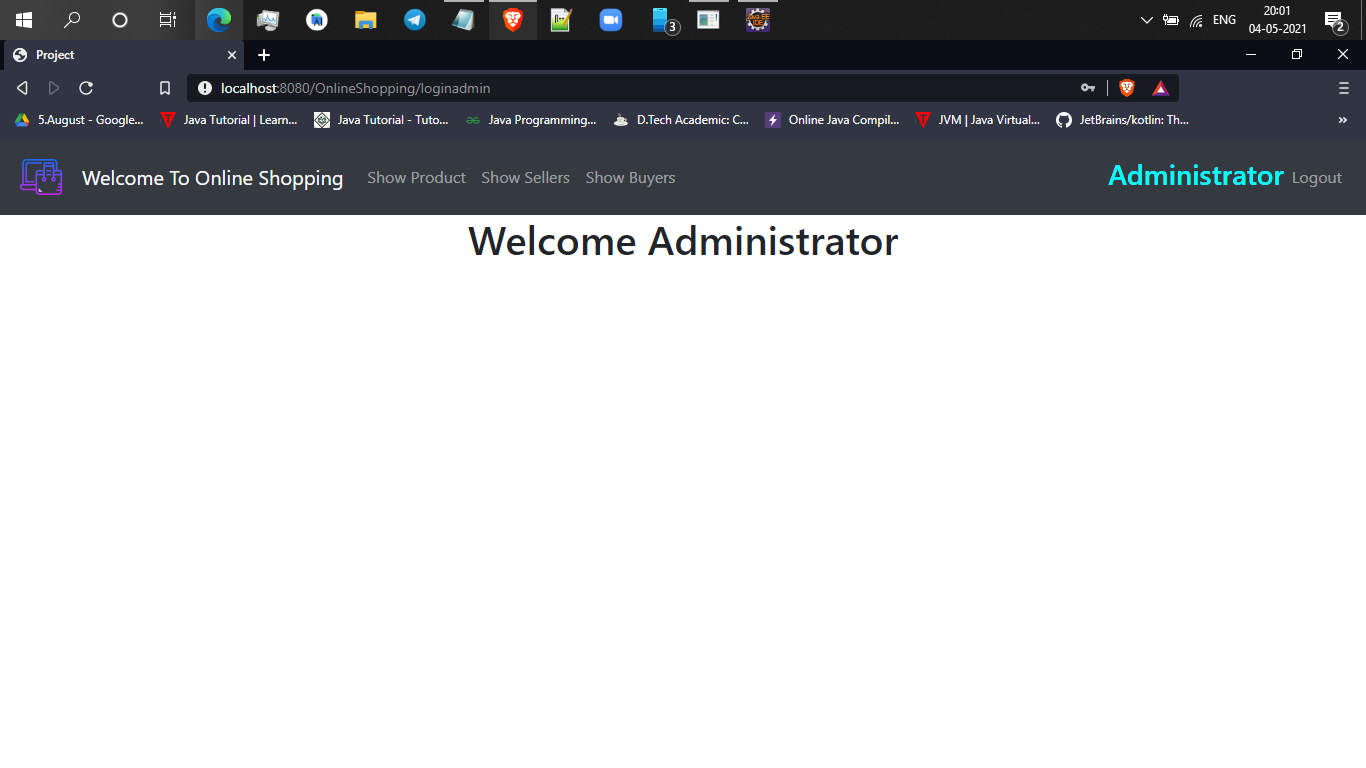 ENG
20:01
04-05-2021
3
2
Project
localhost:8080/OnlineShopping/loginadmin
5.August - Google...
Java Tutorial | Learn...
Java Tutorial - Tuto...
Java Programming...
D.Tech Academic: C...
Online Java Compil...
JVM | Java Virtual...
JetBrains/kotlin: Th...
»
Welcome To Online Shopping Show Product Show Sellers Show Buyers Administrator Logout
Welcome Administrator